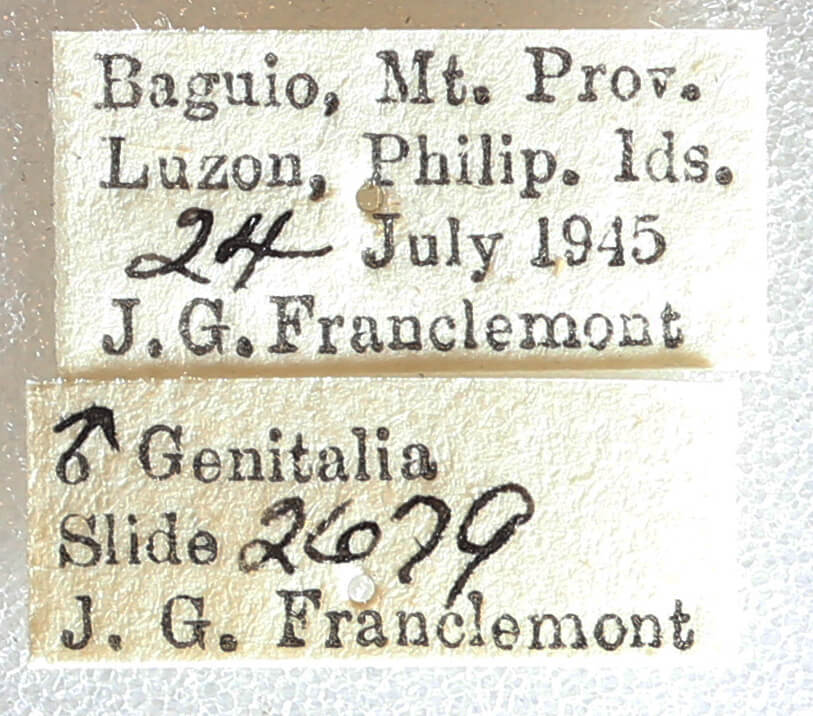 Baguio, Mt. Prov.
Luzon, Philip. Ids.
24 July 1945
J. G. Franclemont
♂ Genitalia
Slide 2679
J. G. Franclemont